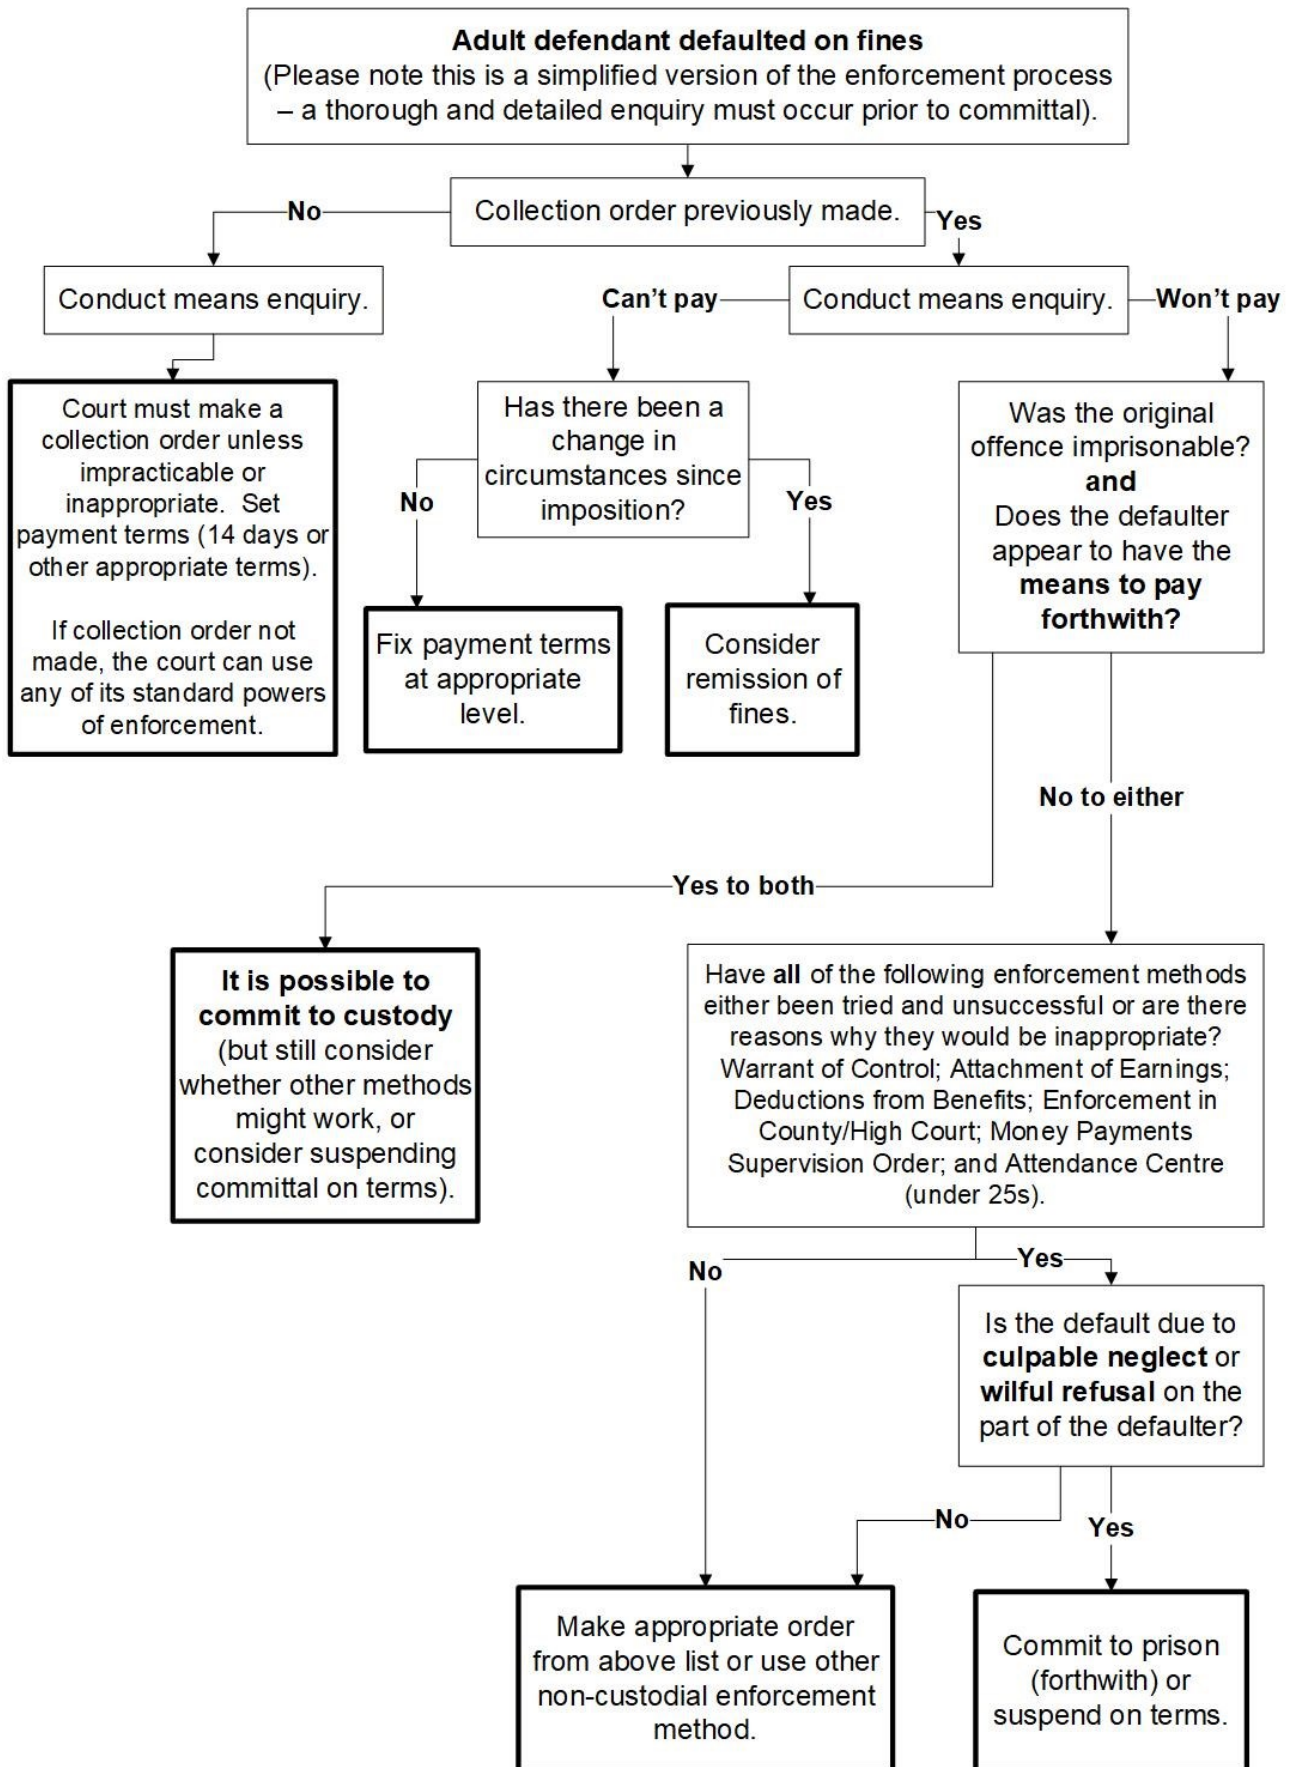 Adult defendant defaulted on fines
(Please note this is a simplified version of the enforcement process
– a thorough and detailed enquiry must occur prior to committal).
Collection order previously made.
No
Yes
Conduct means enquiry.
Can't pay
Conduct means enquiry.
Won't pay
Court must make a
collection order unless
impracticable or
inappropriate. Set
payment terms (14 days or
other appropriate terms).
If collection order not
made, the court can use
any of its standard powers
of enforcement.
Has there been a
change in
circumstances since
imposition?
No
Yes
Fix payment terms
at appropriate
level.
Consider
remission of
fines.
Was the original
offence imprisonable?
and
Does the defaulter
appear to have the
means to pay
forthwith?
No to either
Yes to both
It is possible to
commit to custody
(but still consider
whether other methods
might work, or
consider suspending
committal on terms).
Have all of the following enforcement methods
either been tried and unsuccessful or are there
reasons why they would be inappropriate?
Warrant of Control; Attachment of Earnings;
Deductions from Benefits; Enforcement in
County/High Court; Money Payments
Supervision Order; and Attendance Centre
(under 25s).
No
Yes
Is the default due to
culpable neglect or
wilful refusal on the
part of the defaulter?
No
Yes
Make appropriate order
from above list or use other
non-custodial enforcement
method.
Commit to prison
(forthwith) or
suspend on terms.